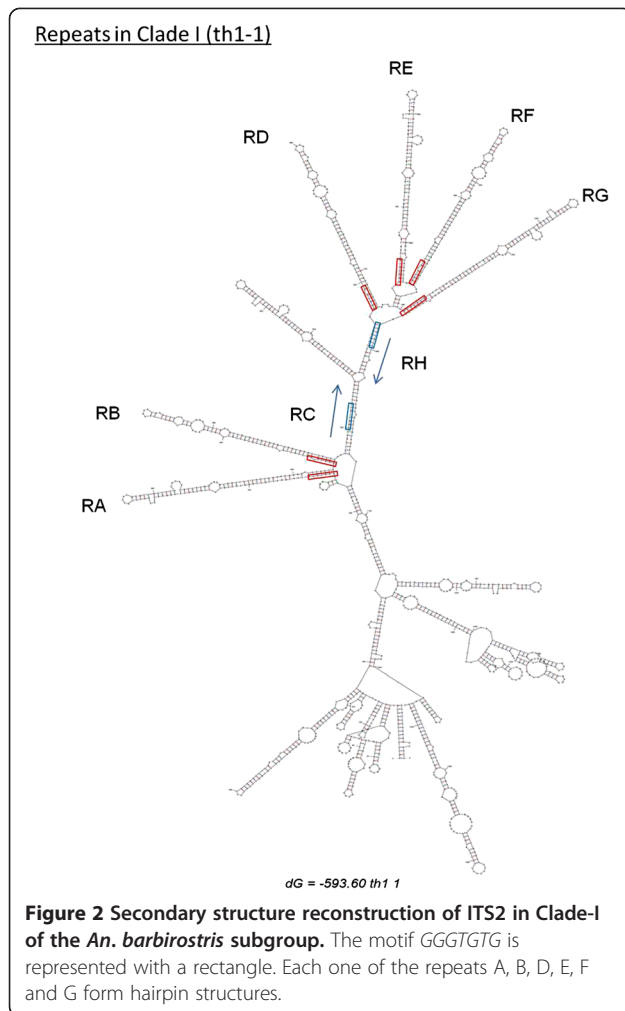 Repeats in Clade I (th1-1)
RE
RF
RD
RG
RH
RC
RB
RA
dG = -593.60 th1 1
Figure 2 Secondary structure reconstruction of ITS2 in Clade-I
of the An. barbirostris subgroup. The motif GGGTGTG is
represented with a rectangle. Each one of the repeats A, B, D, E, F
and G form hairpin structures.